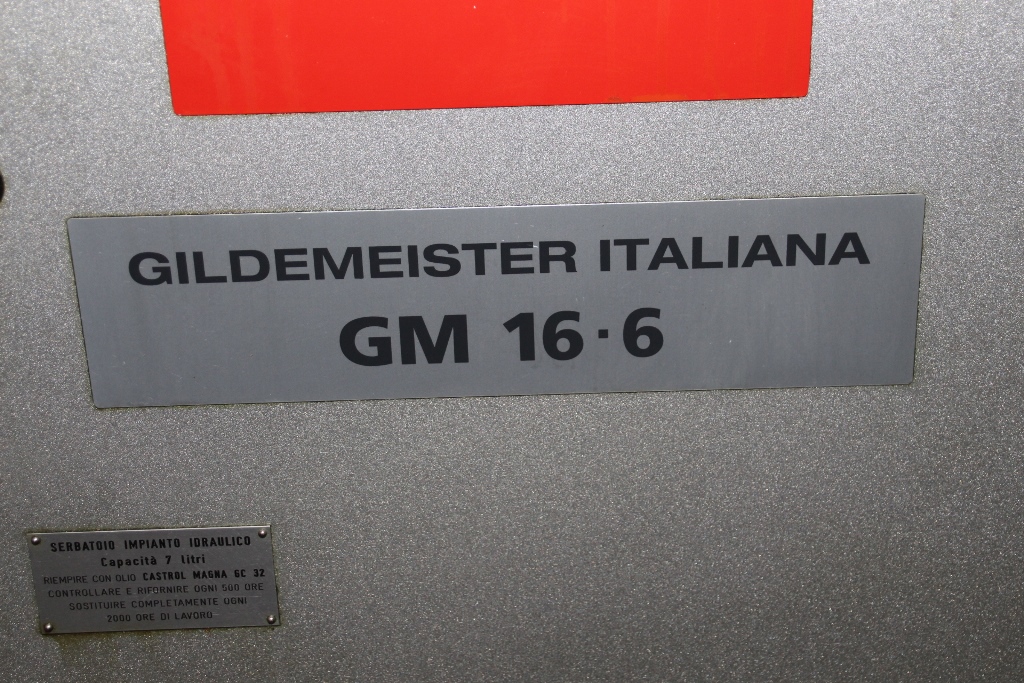 GILDEMEISTER ITALIANA
GM 16·6
SERBATOIO IMPIANTO IDRAULICO
Capacità 7 litri
RIEMPIRE CON OLIO CASTROL MAGNA GC 32
CONTROLLARE E RIFORNIRE OGNI 500 ORE
SOSTITUIRE COMPLETAMENTE OGNI
2000 ORE DI LAVORO